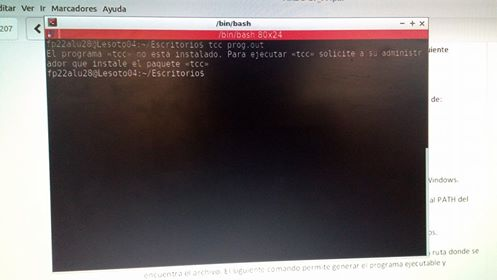 ditar Ver Ir Marcadores Ayuda
207
/bin/bash
/bin/bash 80x24
fp22alu28@Lesoto04:~/Escritorio$ tcc prog.out
El programa «tcc» no está instalado. Para ejecutar «tcc» solicite a su administr
ador que instale el paquete «tcc»
fp22alu28@Lesoto04:~/Escritorio$
uiente
de:
Windows.
al PATH del
os.
ruta donde se
encuentra el archivo. El siguiente comando permite generar el programa ejecutable y